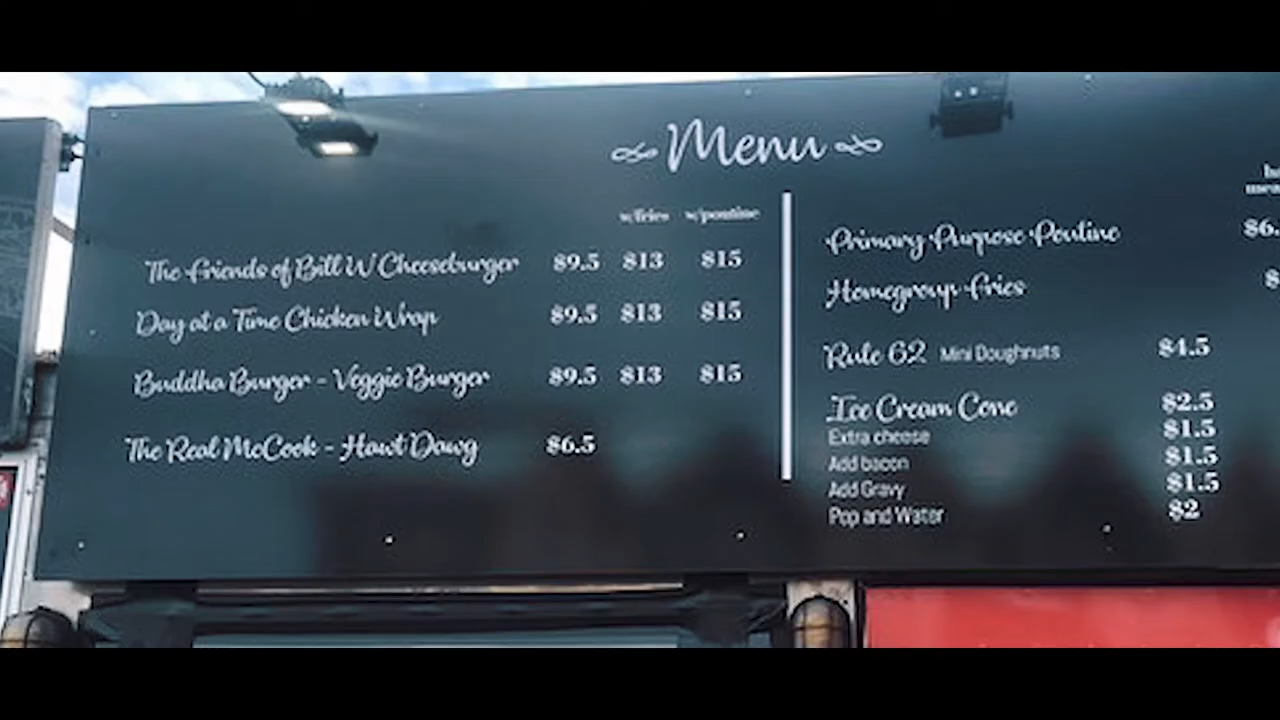 Menu
w/fries w/poutine
The Friends of Bill W Cheeseburger $9.5 $13 $15
Day at a Time Chicken Wrap $9.5 $13 $15
Buddha Burger - Veggie Burger $9.5 $13 $15
The Real McCook - Hawt Dawg $6.5
Primary Purpose Poutine $6.
Homegroup Fries $
Rule 62 Mini Doughnuts $4.5
Ice Cream Cone $2.5
Extra cheese $1.5
Add bacon $1.5
Add Gravy $1.5
Pop and Water $2